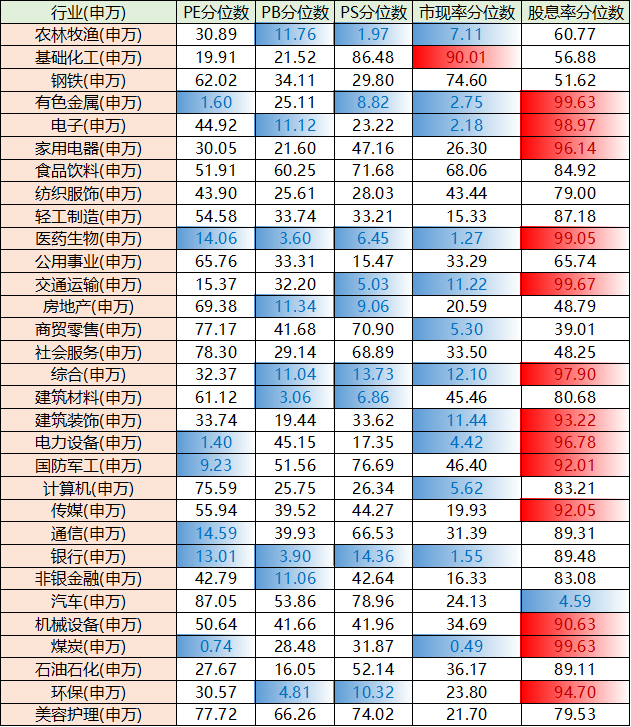 行业(申万) PE分位数 PB分位数 PS分位数 市现率分位数 股息率分位数
农林牧渔(申万) 30.89 11.76 1.97 7.11 60.77
基础化工(申万) 19.91 21.52 86.48 90.01 56.88
钢铁(申万) 62.02 34.11 29.80 74.60 51.62
有色金属(申万) 1.60 25.11 8.82 2.75 99.63
电子(申万) 44.92 11.12 23.22 2.18 98.97
家用电器(申万) 30.05 21.60 47.16 26.30 96.14
食品饮料(申万) 51.91 60.25 71.68 68.06 84.92
纺织服饰(申万) 43.90 25.61 28.03 43.44 79.00
轻工制造(申万) 54.58 33.74 33.21 15.33 87.18
医药生物(申万) 14.06 3.60 6.45 1.27 99.05
公用事业(申万) 65.76 33.31 15.47 33.29 65.74
交通运输(申万) 15.37 32.20 5.03 11.22 99.67
房地产(申万) 69.38 11.34 9.06 20.59 48.79
商贸零售(申万) 77.17 41.68 70.90 5.30 39.01
社会服务(申万) 78.30 29.14 68.89 33.50 48.25
综合(申万) 32.37 11.04 13.73 12.10 97.90
建筑材料(申万) 61.12 3.06 6.86 45.46 80.68
建筑装饰(申万) 33.74 19.44 33.62 11.44 93.22
电力设备(申万) 1.40 45.15 17.35 4.42 96.78
国防军工(申万) 9.23 51.56 76.69 46.40 92.01
计算机(申万) 75.59 25.75 26.34 5.62 83.21
传媒(申万) 55.94 39.52 44.27 19.93 92.05
通信(申万) 14.59 39.93 66.53 31.39 89.31
银行(申万) 13.01 3.90 14.36 1.55 89.48
非银金融(申万) 42.79 11.06 42.64 16.33 83.08
汽车(申万) 87.05 53.86 78.96 24.13 4.59
机械设备(申万) 50.64 41.66 41.96 34.69 90.63
煤炭(申万) 0.74 28.48 31.87 0.49 99.63
石油石化(申万) 27.67 16.05 52.14 36.17 89.11
环保(申万) 30.57 4.81 10.32 23.80 94.70
美容护理(申万) 77.72 66.26 74.02 21.70 79.53